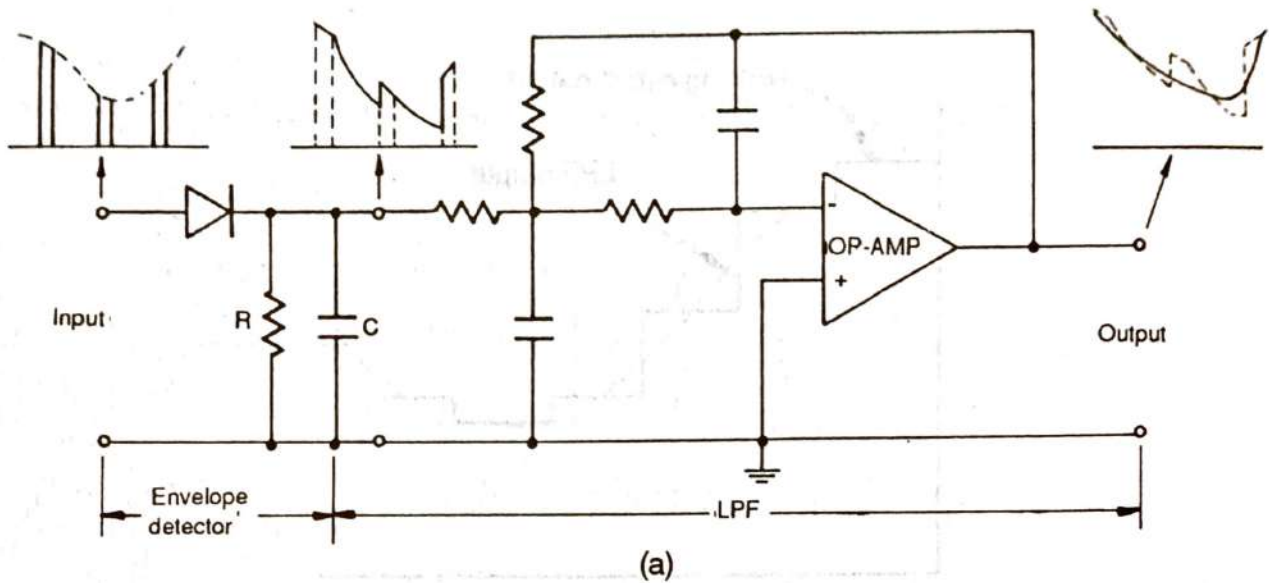 -
OP-AMP
+
Input
R
C
Output
Envelope
detector
LPF
(a)